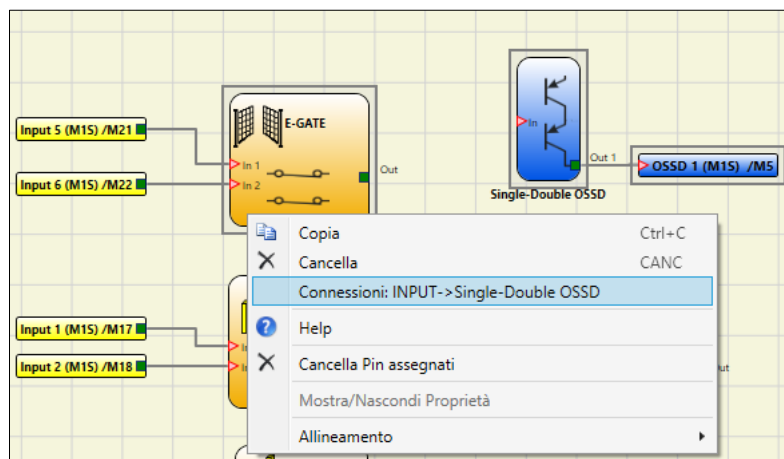 E-GATE
Input 5 (M1S) /M21
In 1
Out
In
Out 1
OSSD 1 (M1S) /M5
Input 6 (M1S) /M22
In 2
Single-Double OSSD
Copia Ctrl+C
Cancella CANC
Connessioni: INPUT->Single-Double OSSD
Input 1 (M1S) /M17
Help
Input 2 (M1S) /M18
Cancella Pin assegnati
Mostra/Nascondi Proprietà
Allineamento